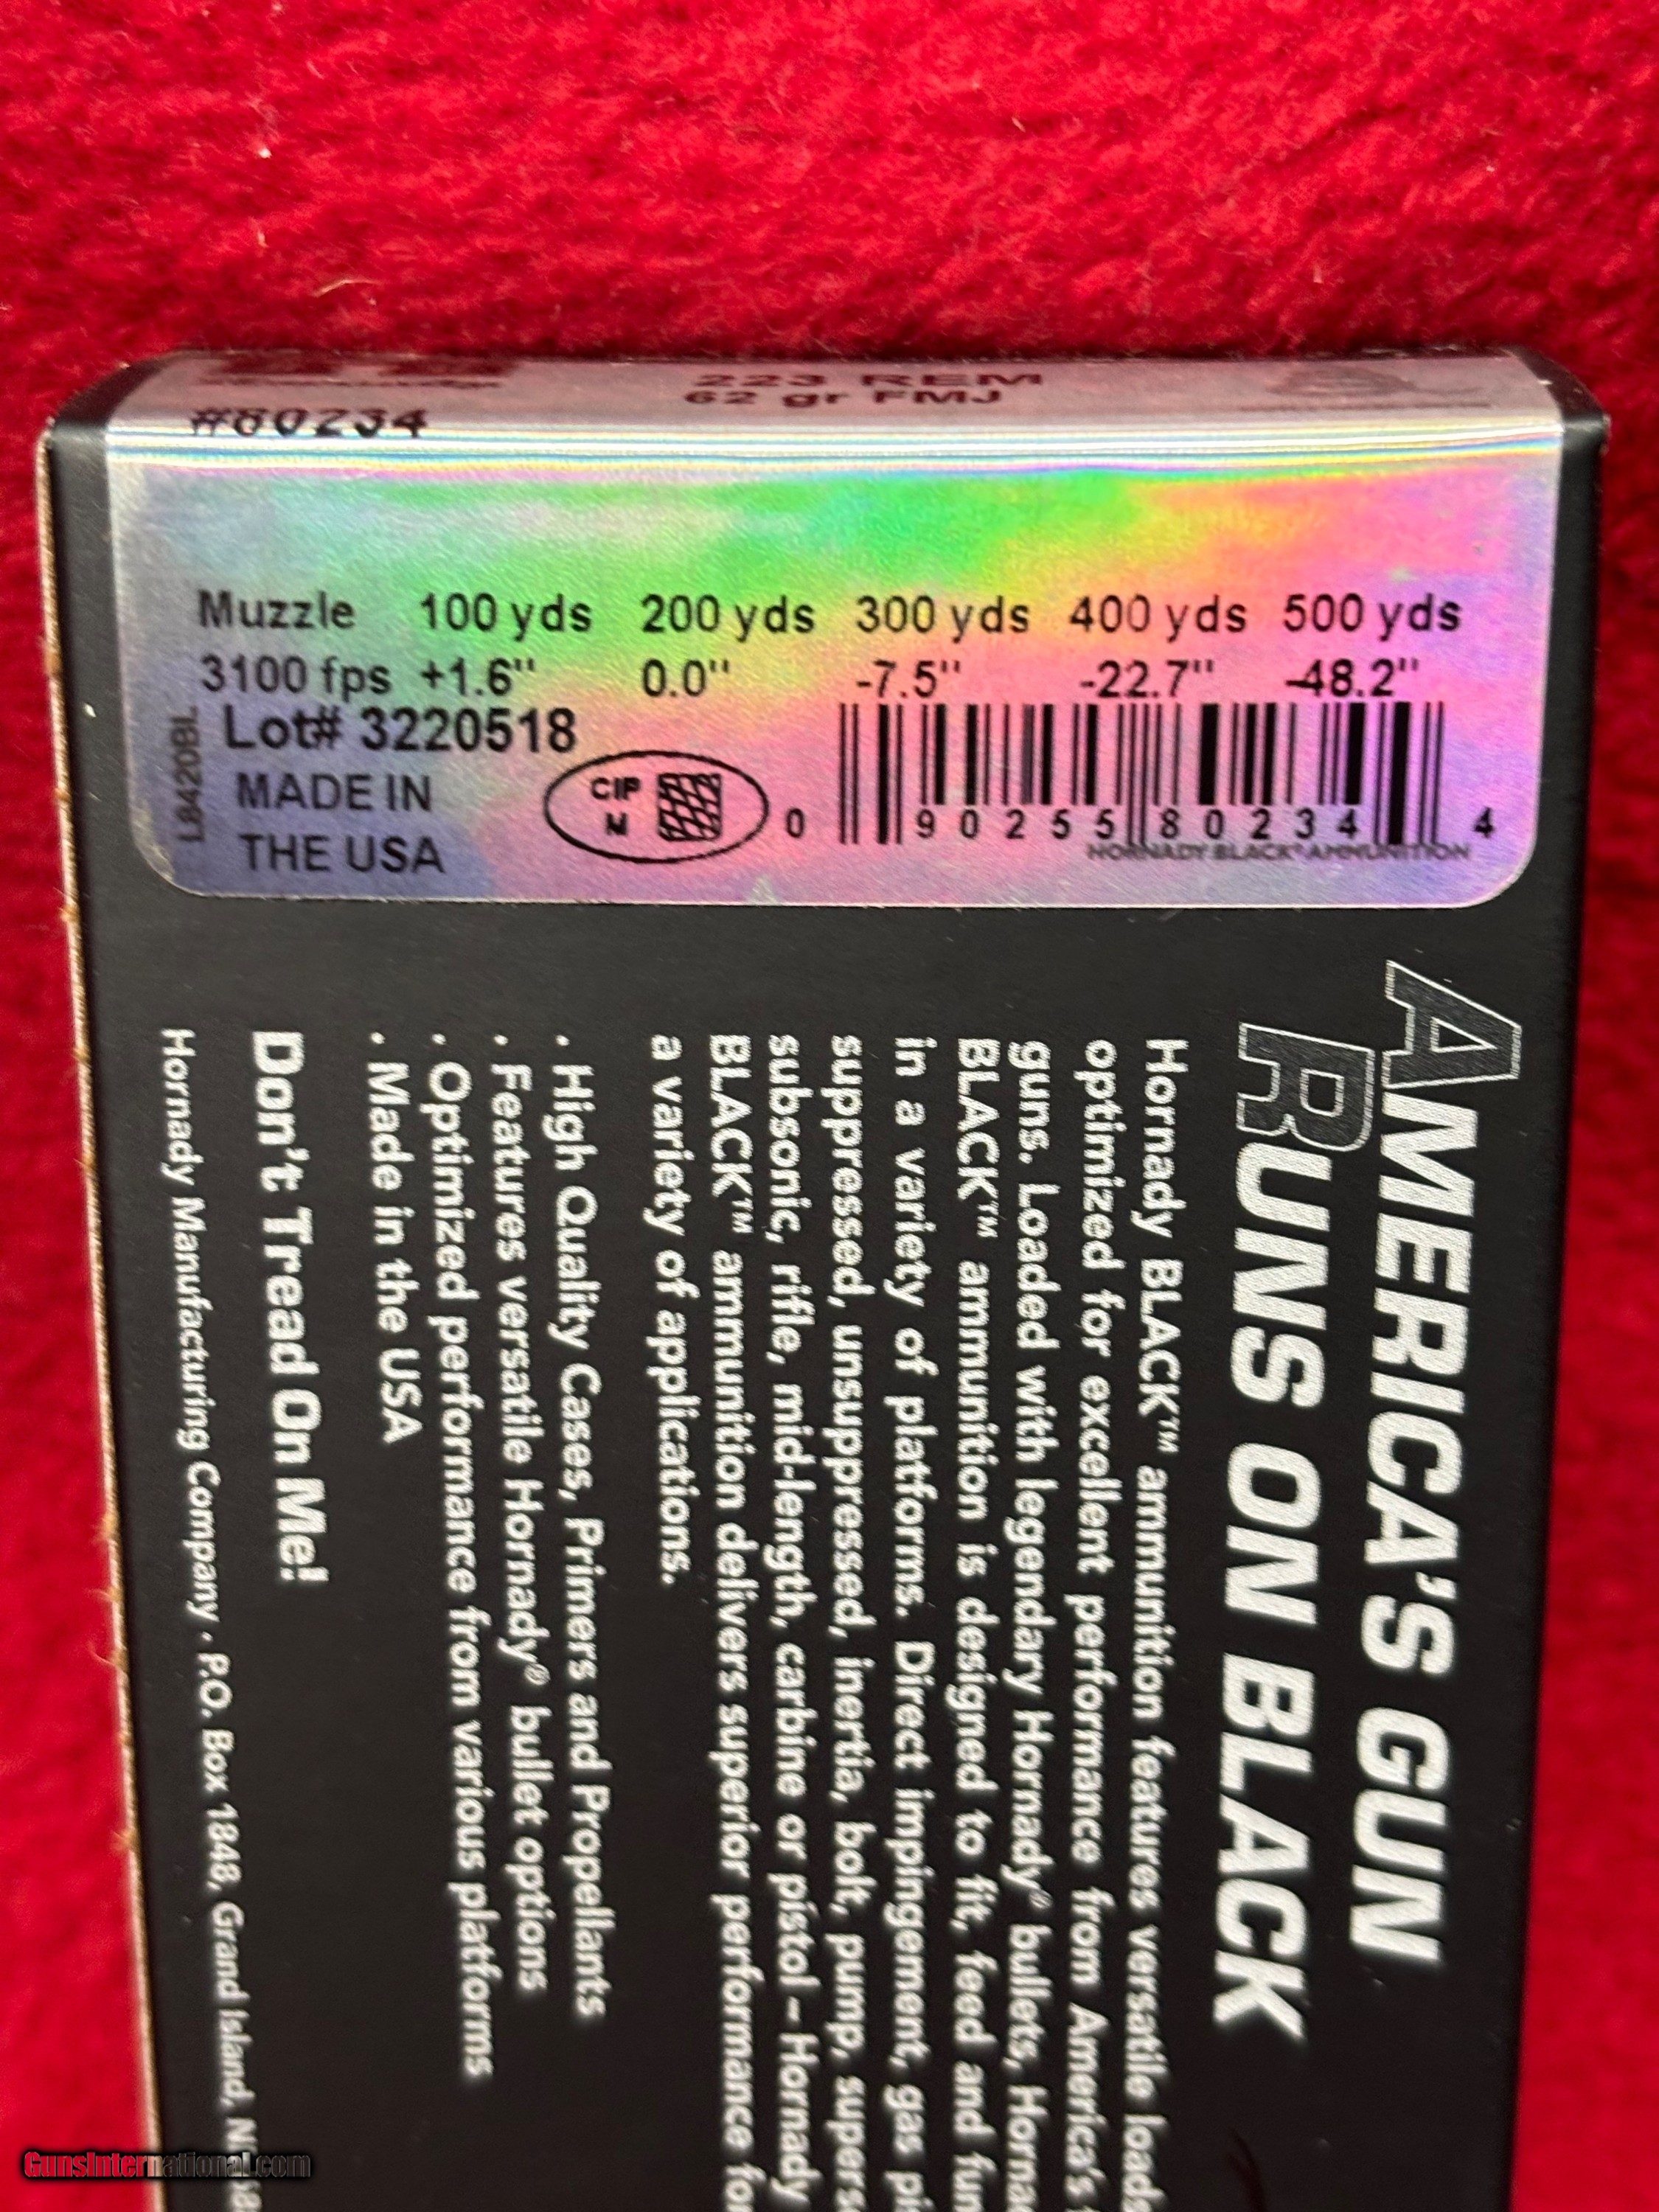 223 REM
62 gr FMJ
#80234
Muzzle 100 yds 200 yds 300 yds 400 yds 500 yds
3100 fps +1.6" 0.0" -7.5" -22.7" -48.2"
L8420BL
Lot# 3220518
MADE IN
THE USA
CIP
M
0 90255 80234 4
HORNADY BLACK® AMMUNITION
AMERICA'S GUN
RUNS ON BLACK
Hornady BLACK™ ammunition features versatile
optimized for excellent performance from America's
guns. Loaded with legendary Hornady® bullets,
BLACK™ ammunition is designed to fit, feed and
in a variety of platforms. Direct impingement, gas
suppressed, unsuppressed, inertia, bolt, pump,
subsonic, rifle, mid-length, carbine or pistol – Hornady
BLACK™ ammunition delivers superior performance
a variety of applications.
• High Quality Cases, Primers and Propellants
• Features versatile Hornady® bullet options
• Optimized performance from various platforms
• Made in the USA
Don't Tread On Me!
Hornady Manufacturing Company • P.O. Box 1848, Grand Island,
GunsInternational.com